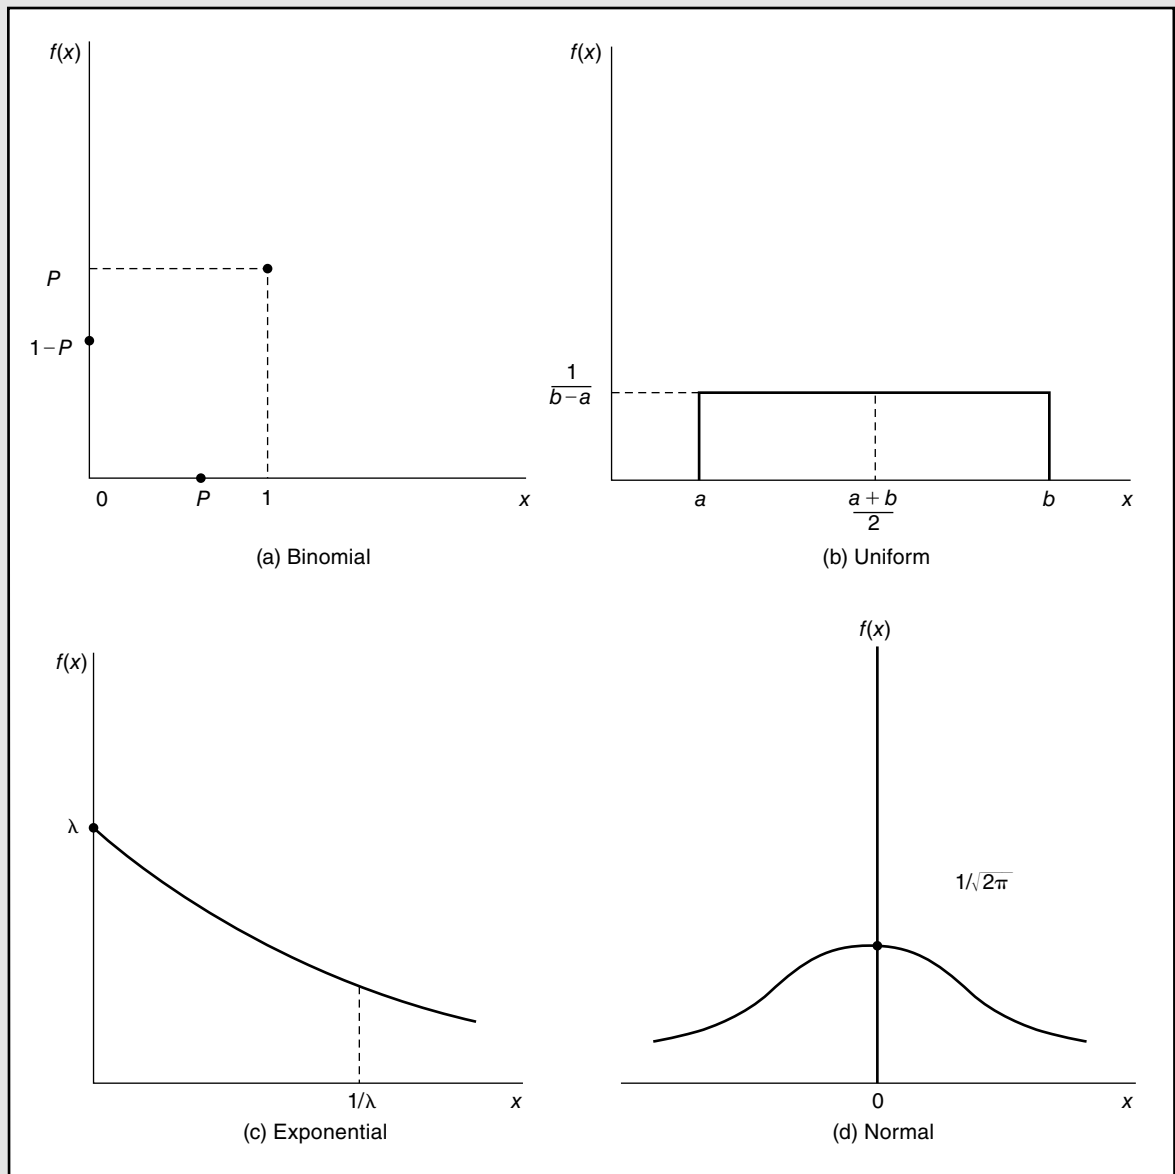 f(x)
P
1–P
0
P
1
x
(a) Binomial
f(x)
1
b–a
a
a + b
2
b
x
(b) Uniform
f(x)
λ
1/λ
x
(c) Exponential
f(x)
1/√2π
0
x
(d) Normal